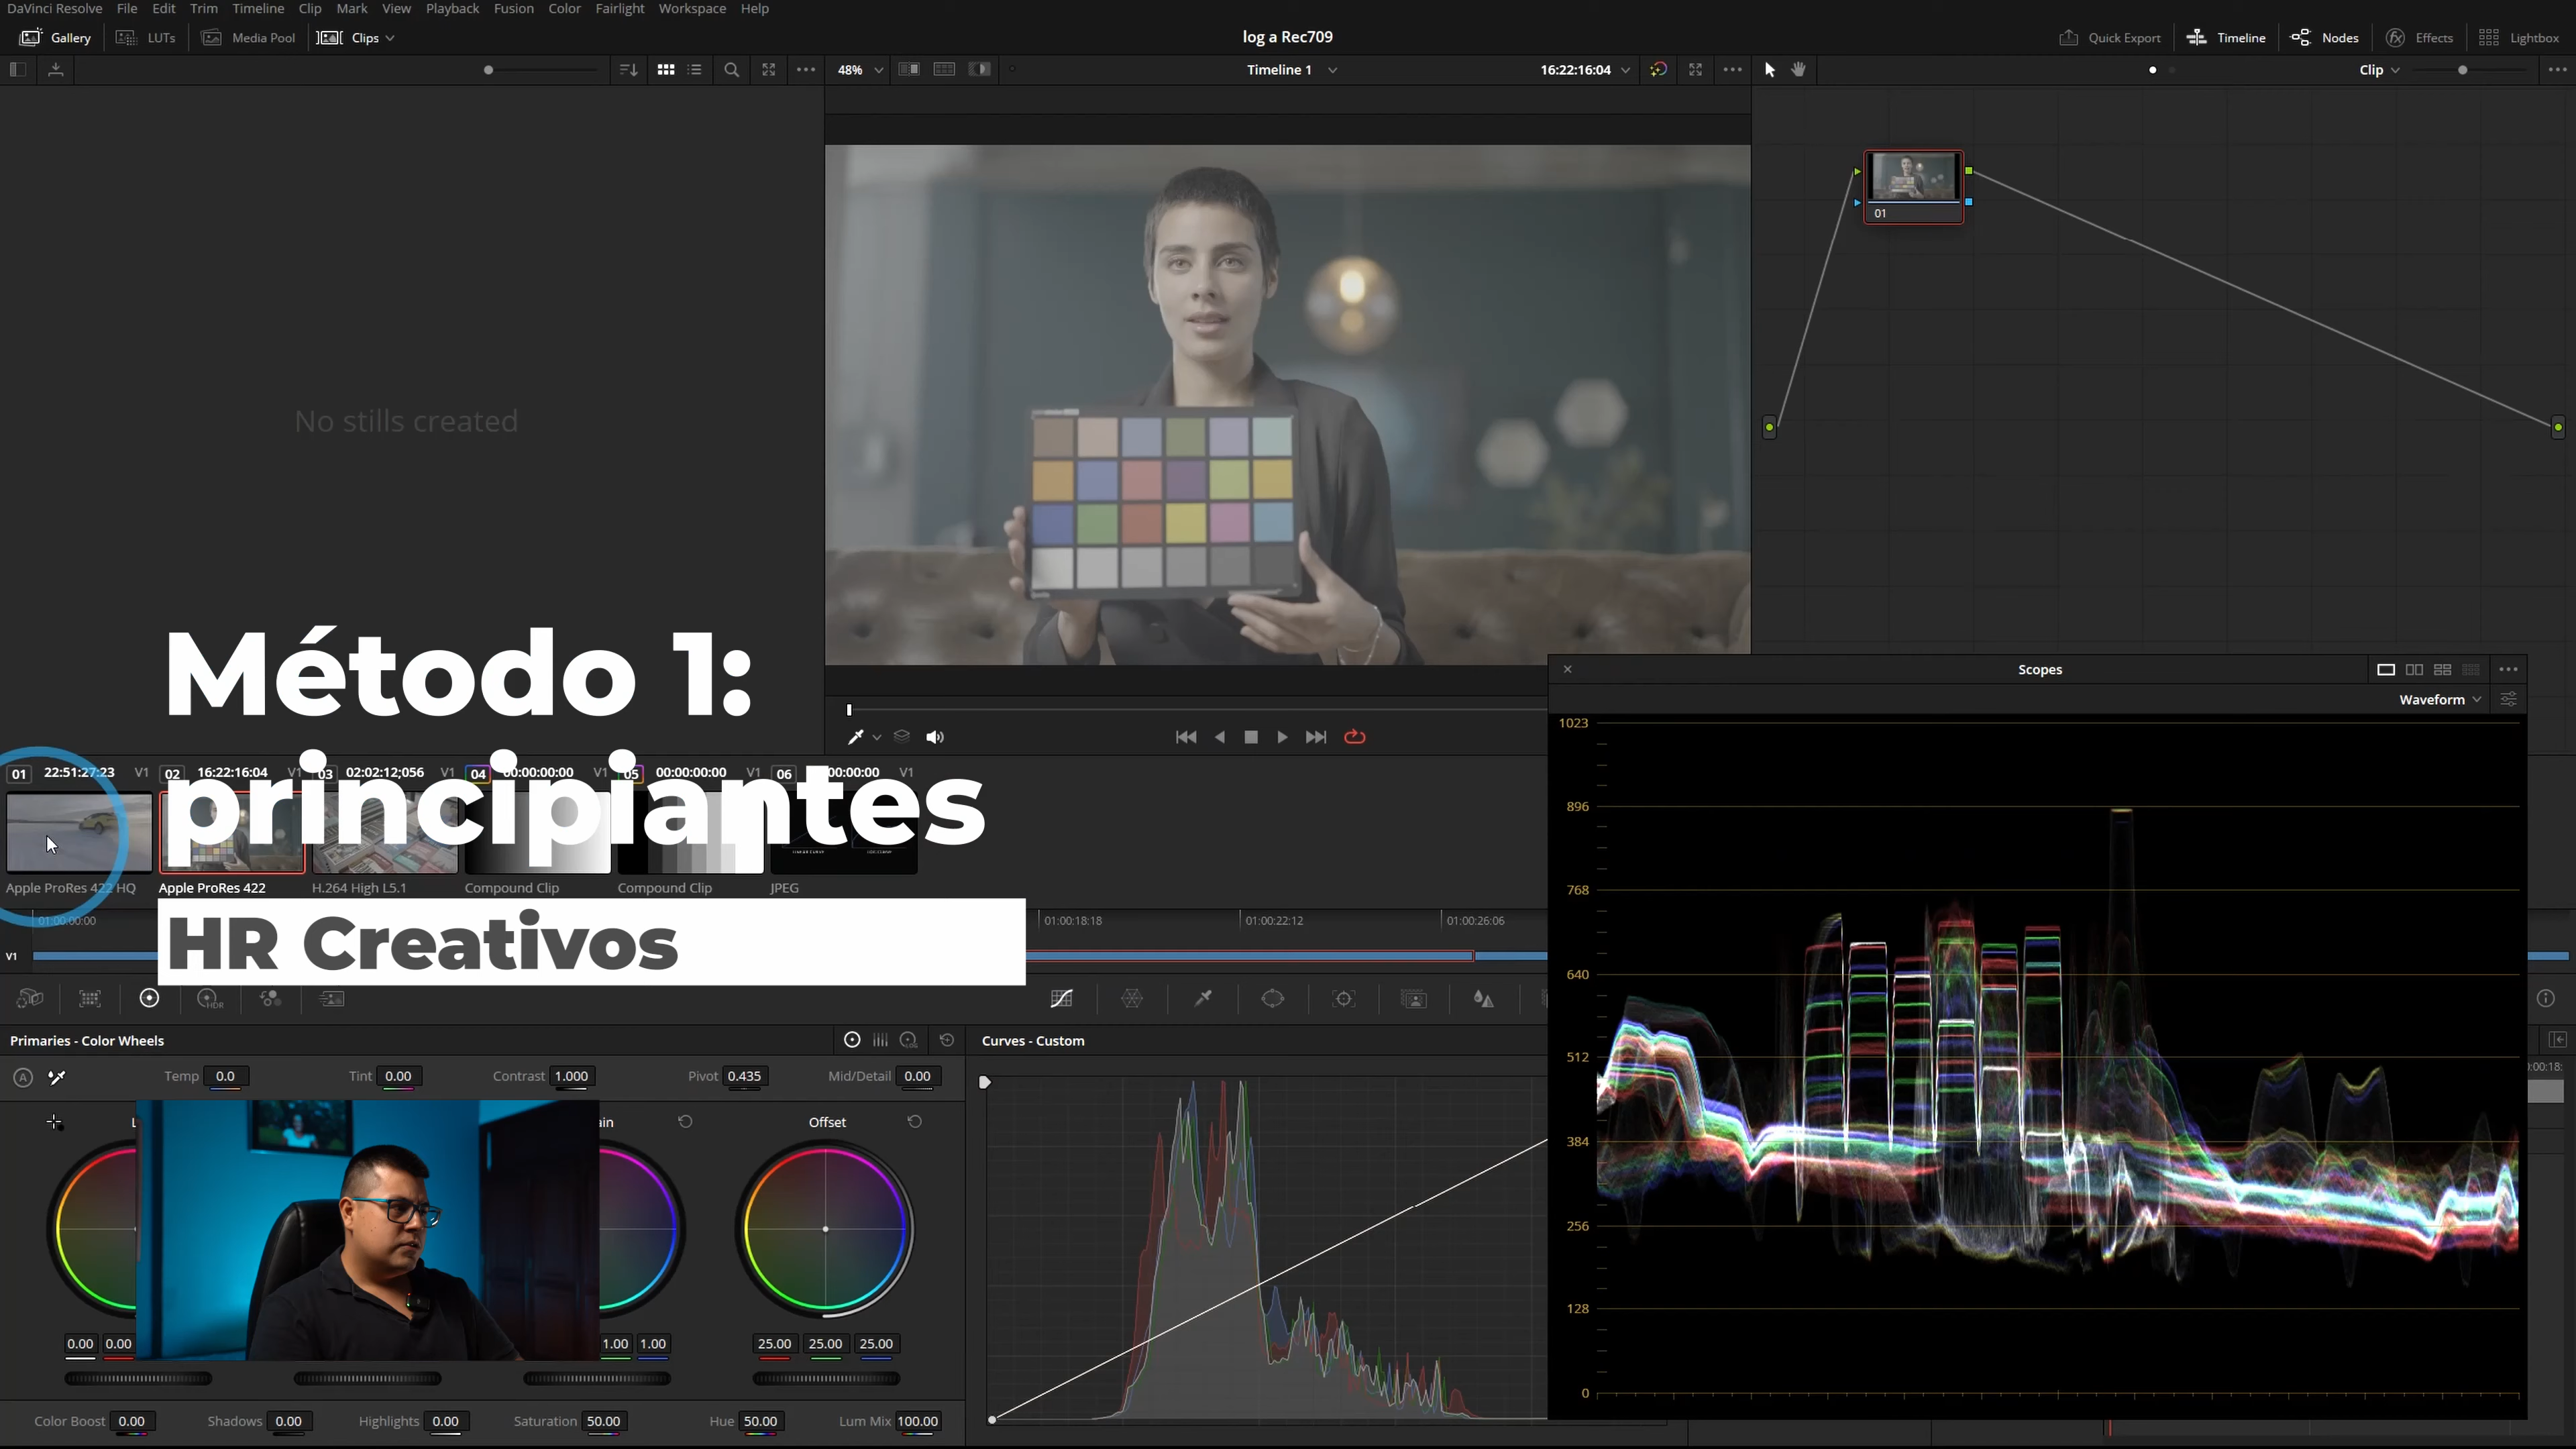 DaVinci Resolve File Edit Trim Timeline Clip Mark View Playback Fusion Color Fairlight Workspace Help
Gallery LUTs Media Pool Clips log a Rec709 Quick Export Timeline Nodes fx Effects Lightbox
48% Timeline 1 16:22:16:04 Clip
No stills created
01
Método 1:
principiantes
HR Creativos
Scopes
Waveform
1023
896
768
640
512
384
256
128
0
01 22:51:27:23 V1 02 16:22:16:04 V1 03 02:02:12;056 V1 04 00:00:00:00 V1 05 00:00:00:00 V1 06 00:00:00 V1
Apple ProRes 422 HQ Apple ProRes 422 H.264 High L5.1 Compound Clip Compound Clip JPEG
01:00:00:00 01:00:18:18 01:00:22:12 01:00:26:06
V1
HDR
Primaries - Color Wheels Curves - Custom
A Temp 0.0 Tint 0.00 Contrast 1.000 Pivot 0.435 Mid/Detail 0.00
Offset
0.00 0.00 1.00 1.00 25.00 25.00 25.00
Color Boost 0.00 Shadows 0.00 Highlights 0.00 Saturation 50.00 Hue 50.00 Lum Mix 100.00